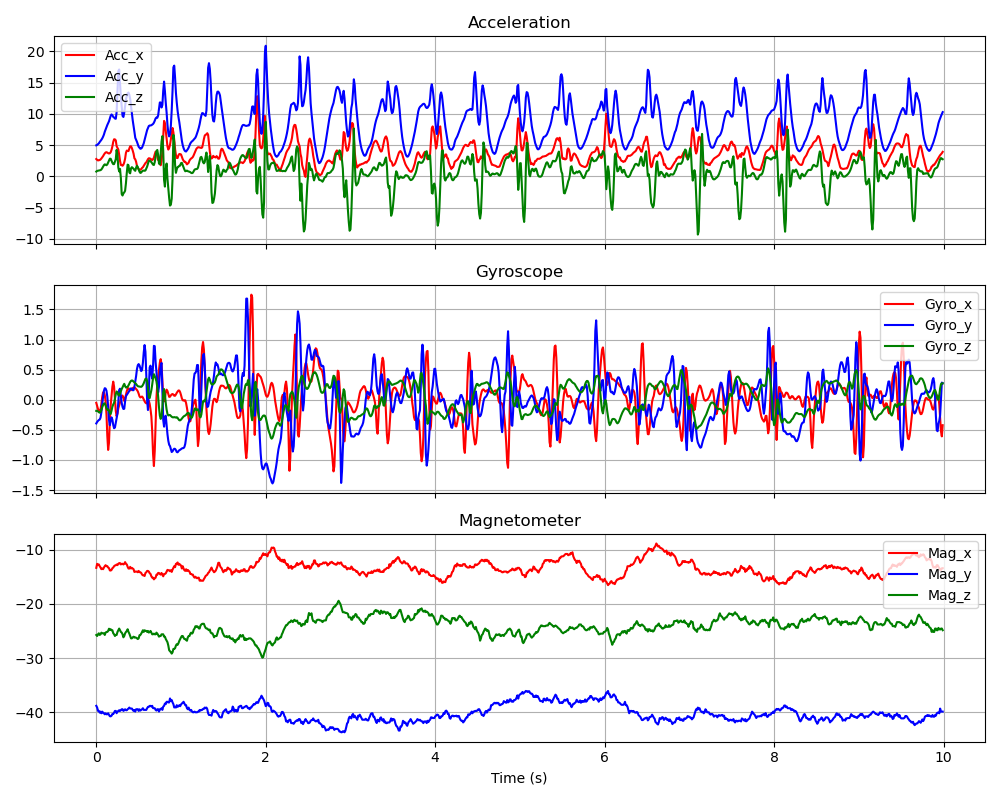 Acceleration
20
15
10
5
0
−5
−10
Acc_x
Acc_y
Acc_z
Gyroscope
1.5
1.0
0.5
0.0
−0.5
−1.0
−1.5
Gyro_x
Gyro_y
Gyro_z
Magnetometer
−10
−20
−30
−40
Mag_x
Mag_y
Mag_z
0 2 4 6 8 10
Time (s)